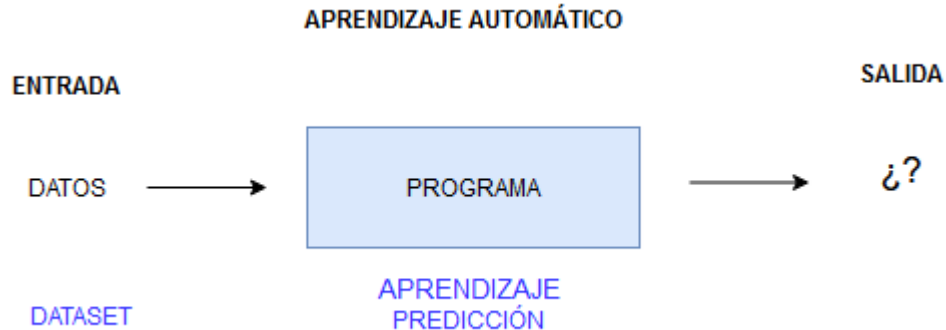 APRENDIZAJE AUTOMÁTICO
ENTRADA
SALIDA
DATOS
PROGRAMA
¿?
DATASET
APRENDIZAJE
PREDICCIÓN